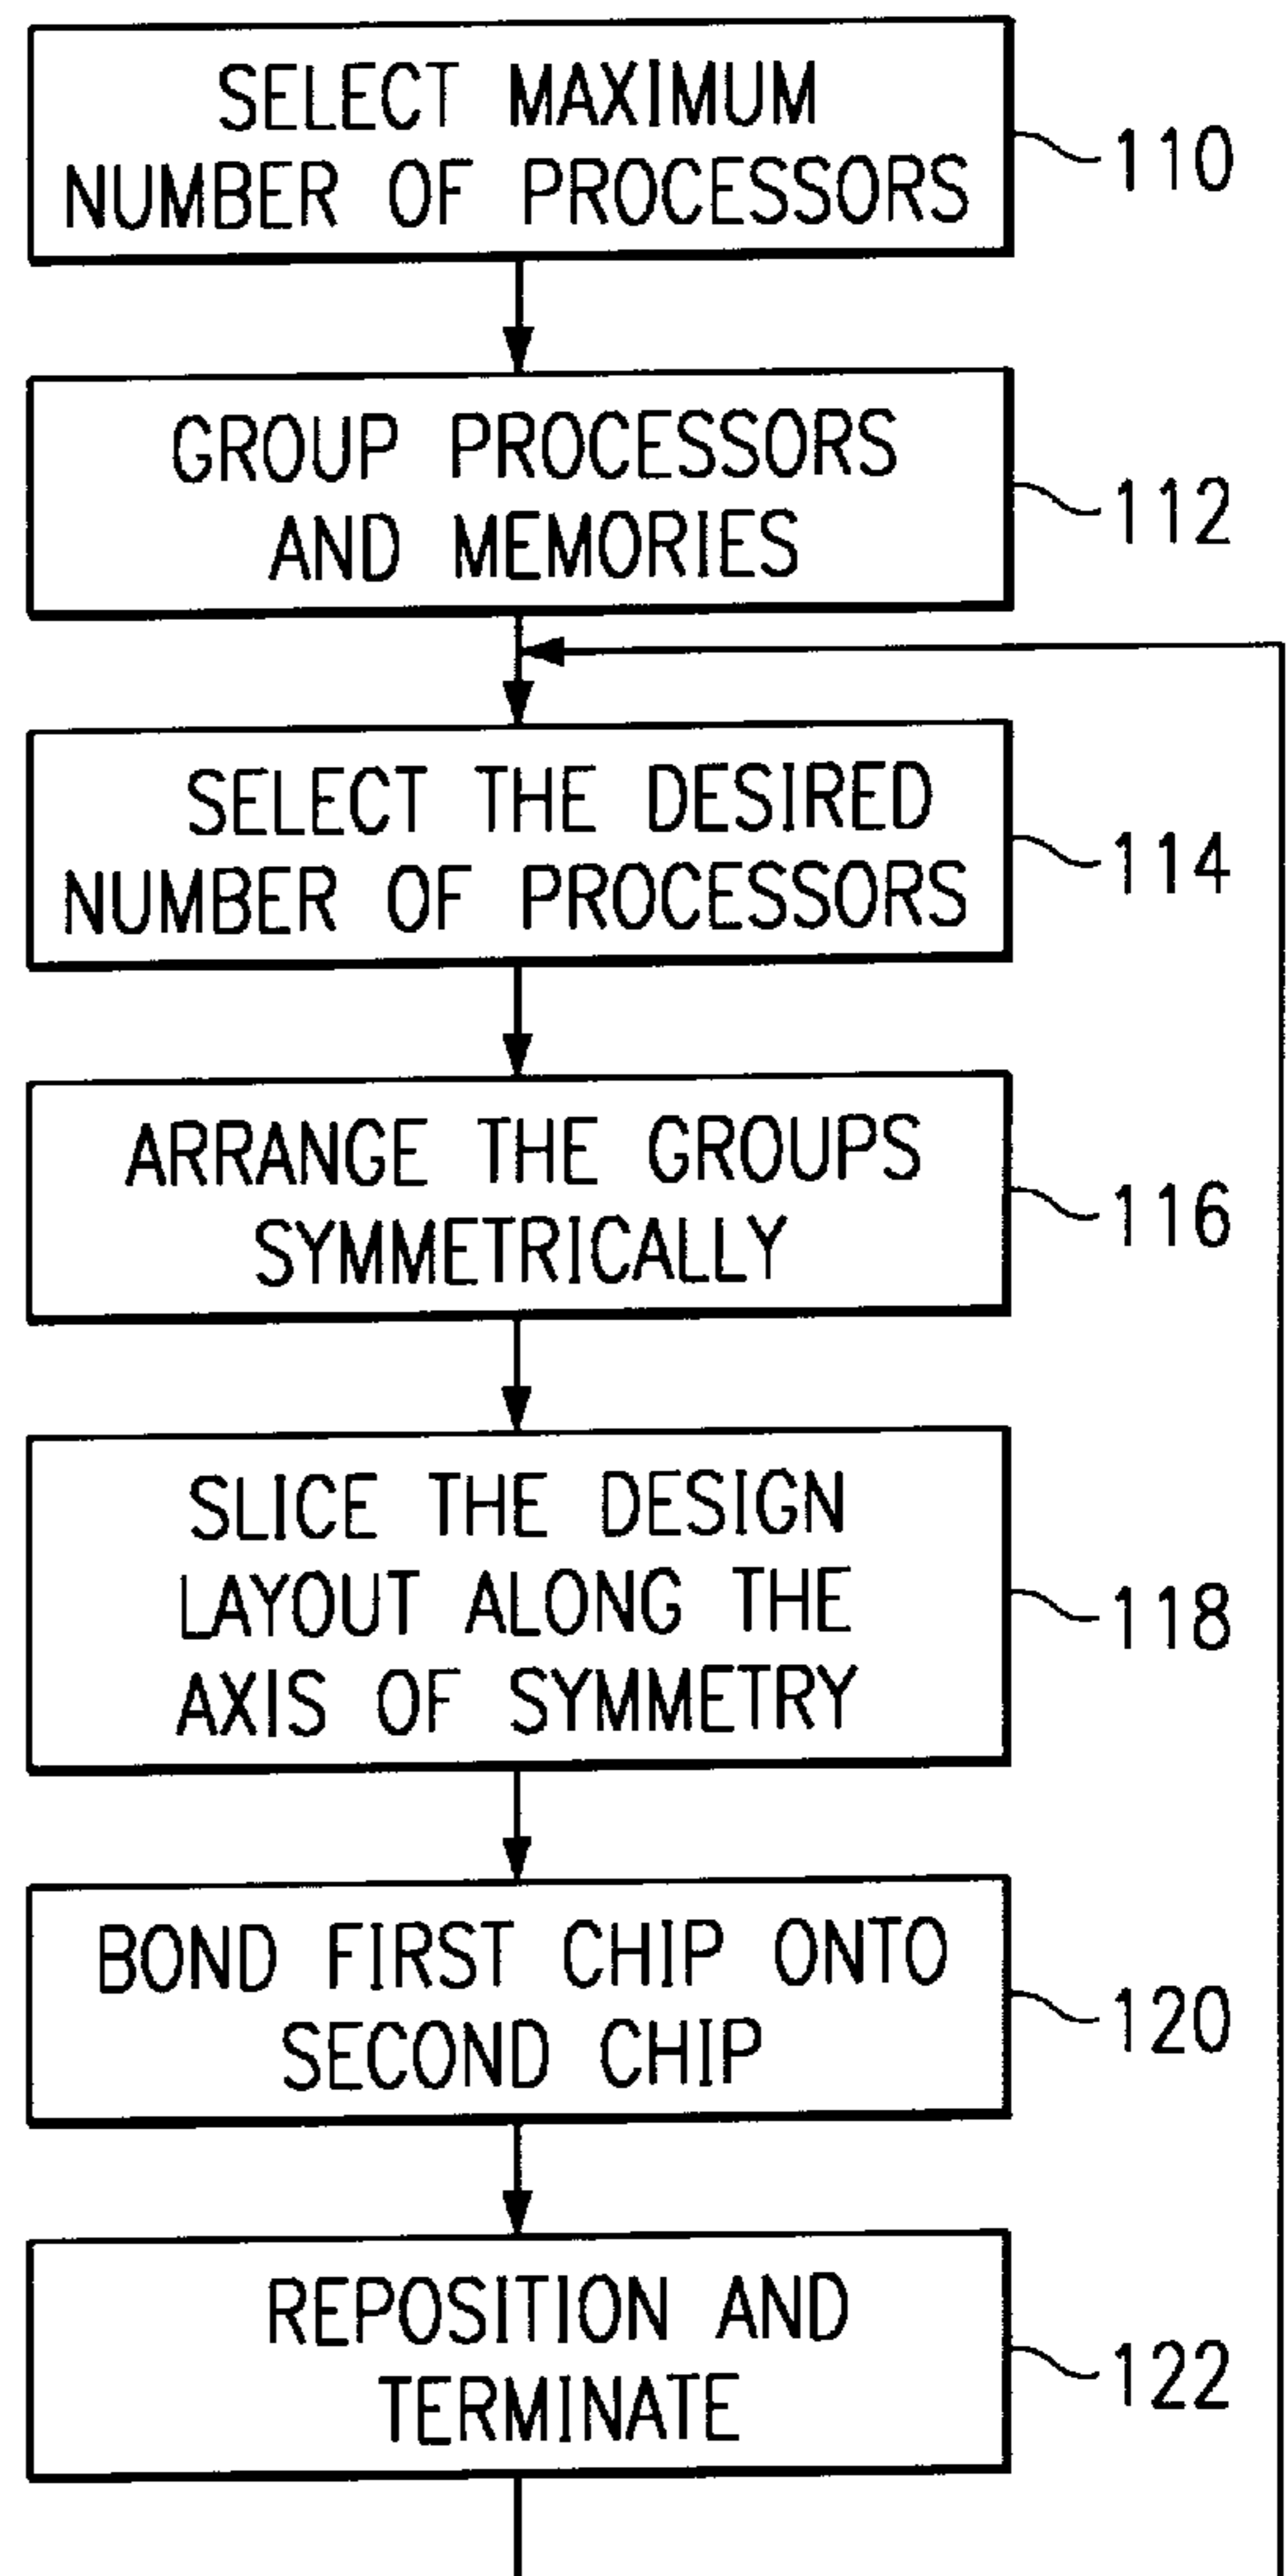 SELECT MAXIMUM
NUMBER OF PROCESSORS
110
GROUP PROCESSORS
AND MEMORIES
112
SELECT THE DESIRED
NUMBER OF PROCESSORS
114
ARRANGE THE GROUPS
SYMMETRICALLY
116
SLICE THE DESIGN
LAYOUT ALONG THE
AXIS OF SYMMETRY
118
BOND FIRST CHIP ONTO
SECOND CHIP
120
REPOSITION AND
TERMINATE
122